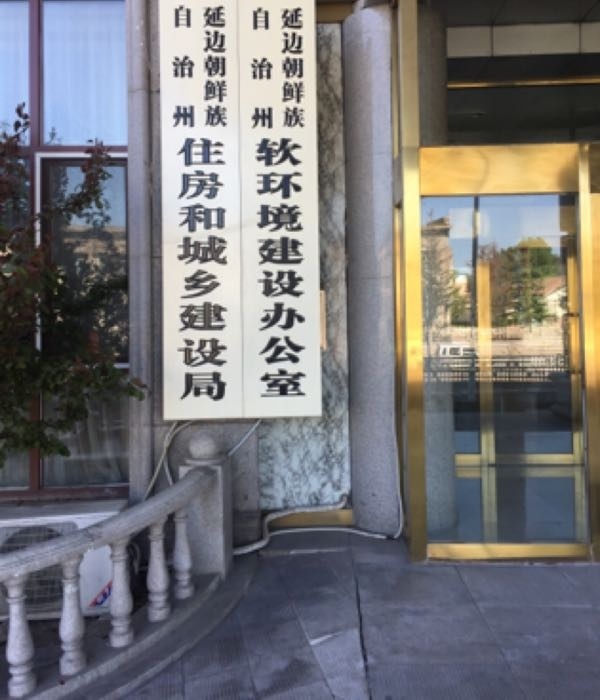 延边朝鲜族
自治州
软环境建设办公室
延边朝鲜族
自治州
住房和城乡建设局